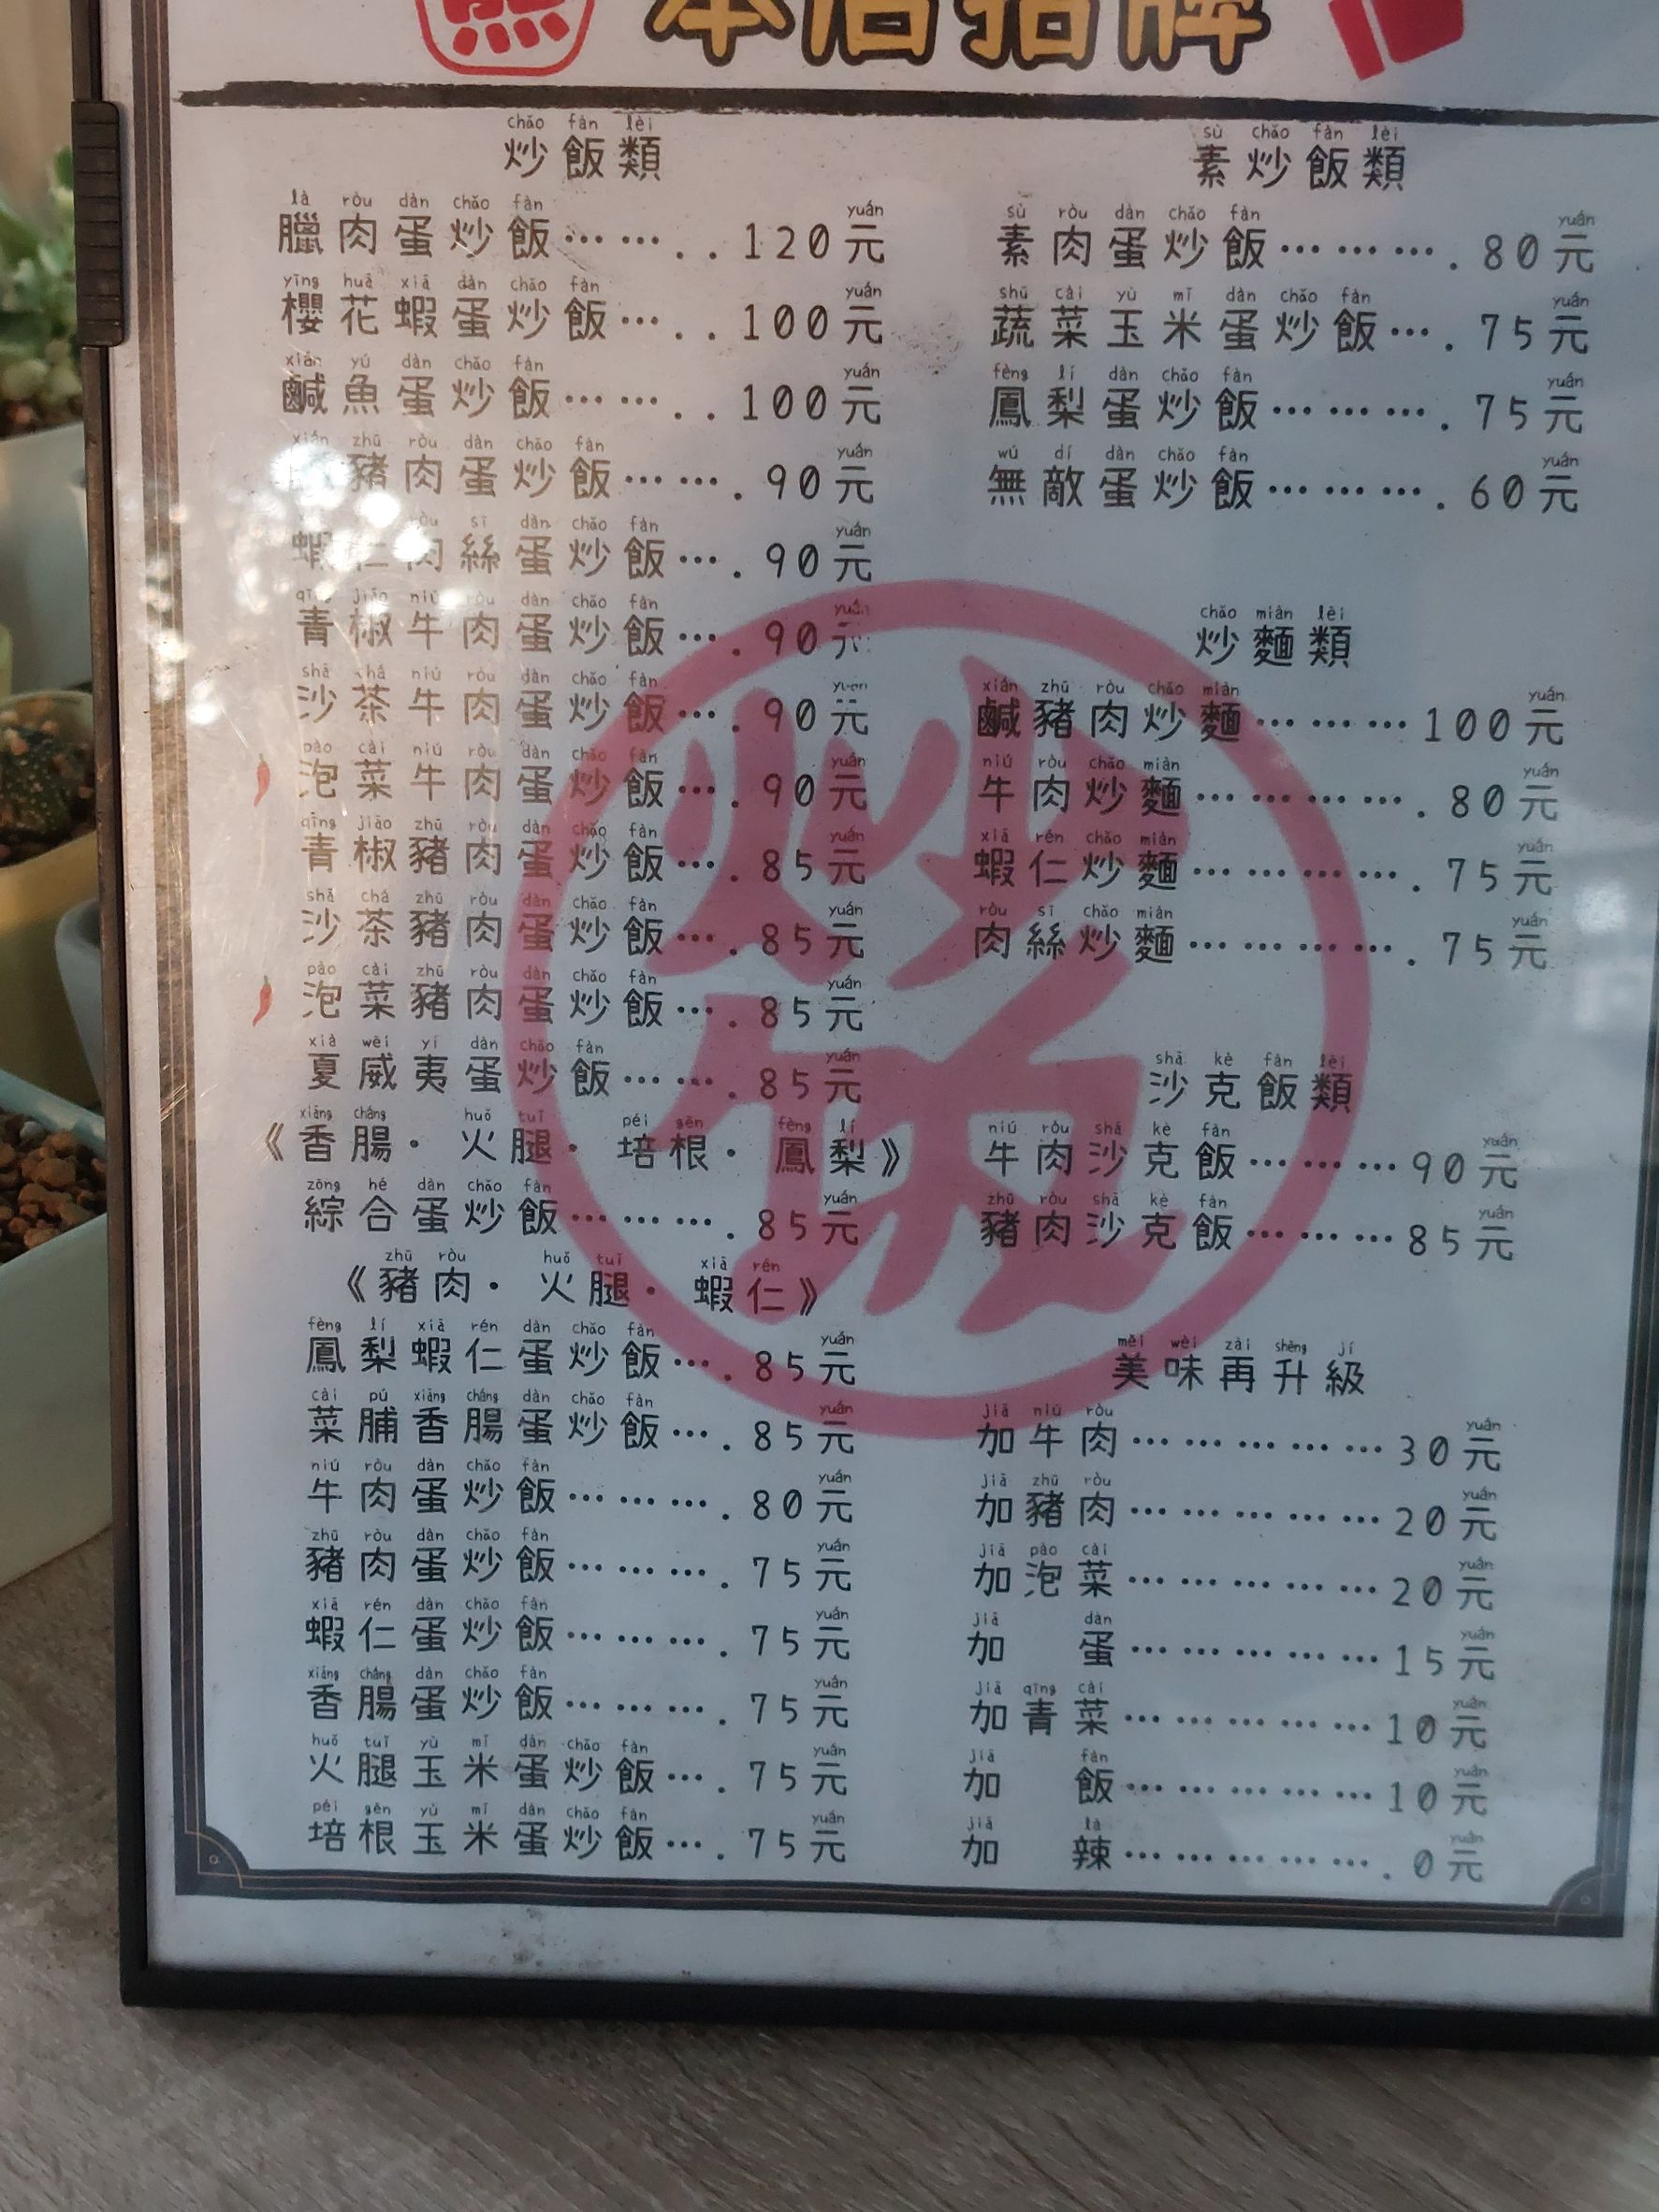 熊 本店招牌
chǎo fàn lèi
炒飯類
là ròu dàn chǎo fàn yuán
臘肉蛋炒飯……..120元
yīng huā xiā dàn chǎo fàn yuán
櫻花蝦蛋炒飯…..100元
xián yú dàn chǎo fàn yuán
鹹魚蛋炒飯……..100元
xián zhū ròu dàn chǎo fàn yuán
豬肉蛋炒飯…….90元
ròu sī dàn chǎo fàn yuán
蝦仁肉絲蛋炒飯….90元
qīng jiāo niú ròu dàn chǎo fàn yuán
青椒牛肉蛋炒飯….90元
shā chá niú ròu dàn chǎo fàn yuán
沙茶牛肉蛋炒飯….90元
pào cài niú ròu dàn chǎo fàn yuán
泡菜牛肉蛋炒飯….90元
qīng jiāo zhū ròu dàn chǎo fàn yuán
青椒豬肉蛋炒飯….85元
shā chá zhū ròu dàn chǎo fàn yuán
沙茶豬肉蛋炒飯….85元
pào cài zhū ròu dàn chǎo fàn yuán
泡菜豬肉蛋炒飯….85元
xià wēi yí dàn chǎo fàn yuán
夏威夷蛋炒飯…….85元
xiāng cháng huǒ tuǐ péi gēn fèng lí
《香腸· 火腿· 培根· 鳳梨》
zōng hé dàn chǎo fàn yuán
綜合蛋炒飯……….85元
zhū ròu huǒ tuǐ xiā rén
《豬肉· 火腿· 蝦仁》
fèng lí xiā rén dàn chǎo fàn yuán
鳳梨蝦仁蛋炒飯….85元
cài pú xiāng cháng dàn chǎo fàn yuán
菜脯香腸蛋炒飯….85元
niú ròu dàn chǎo fàn yuán
牛肉蛋炒飯……….80元
zhū ròu dàn chǎo fàn yuán
豬肉蛋炒飯……….75元
xiā rén dàn chǎo fàn yuán
蝦仁蛋炒飯……….75元
xiāng cháng dàn chǎo fàn yuán
香腸蛋炒飯……….75元
huǒ tuǐ yù mǐ dàn chǎo fàn yuán
火腿玉米蛋炒飯….75元
péi gēn yù mǐ dàn chǎo fàn yuán
培根玉米蛋炒飯….75元
sù chǎo fàn lèi
素炒飯類
sù ròu dàn chǎo fàn yuán
素肉蛋炒飯……….80元
shū cài yù mǐ dàn chǎo fàn yuán
蔬菜玉米蛋炒飯….75元
fèng lí dàn chǎo fàn yuán
鳳梨蛋炒飯……….75元
wú dí dàn chǎo fàn yuán
無敵蛋炒飯……….60元
chǎo miàn lèi
炒麵類
xián zhū ròu chǎo miàn yuán
鹹豬肉炒麵………100元
niú ròu chǎo miàn yuán
牛肉炒麵………….80元
xiā rén chǎo miàn yuán
蝦仁炒麵………….75元
ròu sī chǎo miàn yuán
肉絲炒麵………….75元
shā kè fàn lèi
沙克飯類
niú ròu shā kè fàn yuán
牛肉沙克飯………90元
zhū ròu shā kè fàn yuán
豬肉沙克飯………85元
měi wèi zài shēng jí
美味再升級
jiā niú ròu yuán
加牛肉……………30元
jiā zhū ròu yuán
加豬肉……………20元
jiā pào cài yuán
加泡菜……………20元
jiā dàn yuán
加 蛋……………15元
jiā qīng cài yuán
加青菜……………10元
jiā fàn yuán
加 飯……………10元
jiā là yuán
加 辣…………….0元